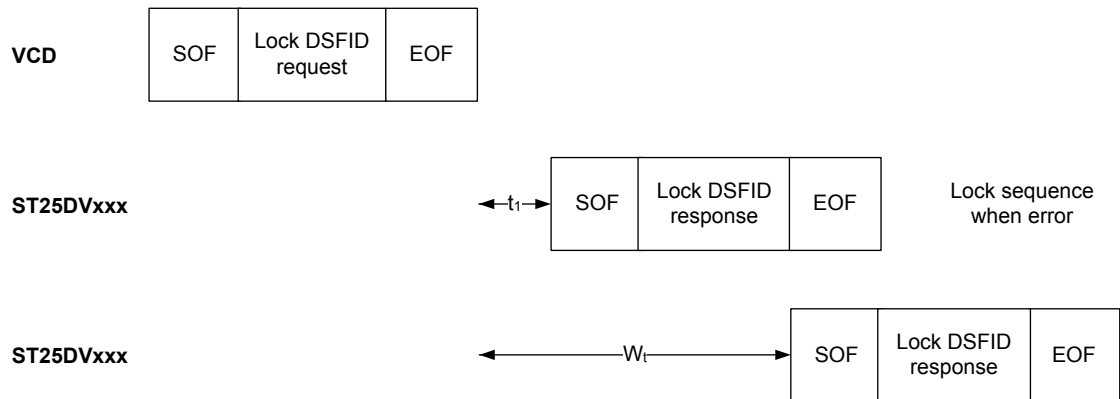 VCD
SOF
Lock DSFID
request
EOF
ST25DVxxx
t₁
SOF
Lock DSFID
response
EOF
Lock sequence
when error
ST25DVxxx
Wₜ
SOF
Lock DSFID
response
EOF